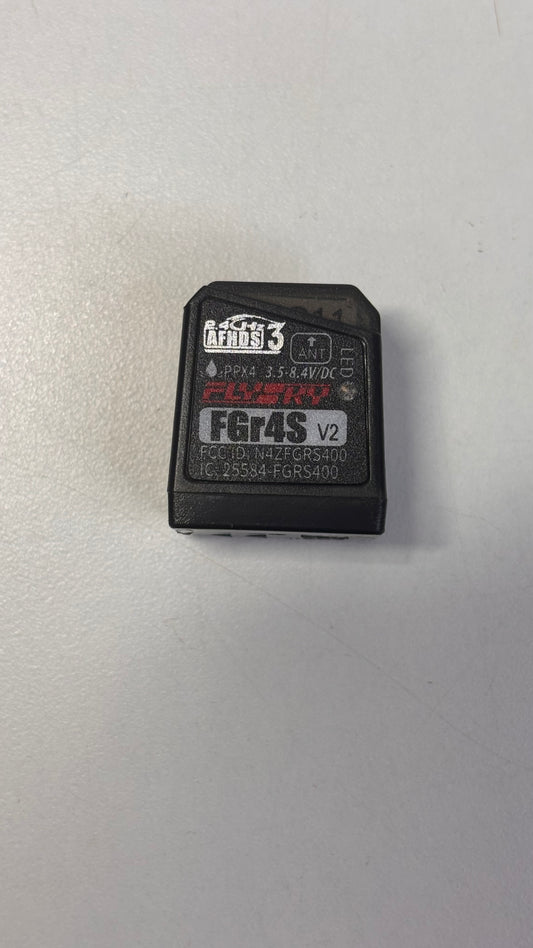 2.4GHz
AFHDS 3
ANT
LED
PPX4 3.5-8.4V/DC
FLYSKY
FGr4S V2
FCC ID: N4ZFGRS400
IC: 25584-FGRS400